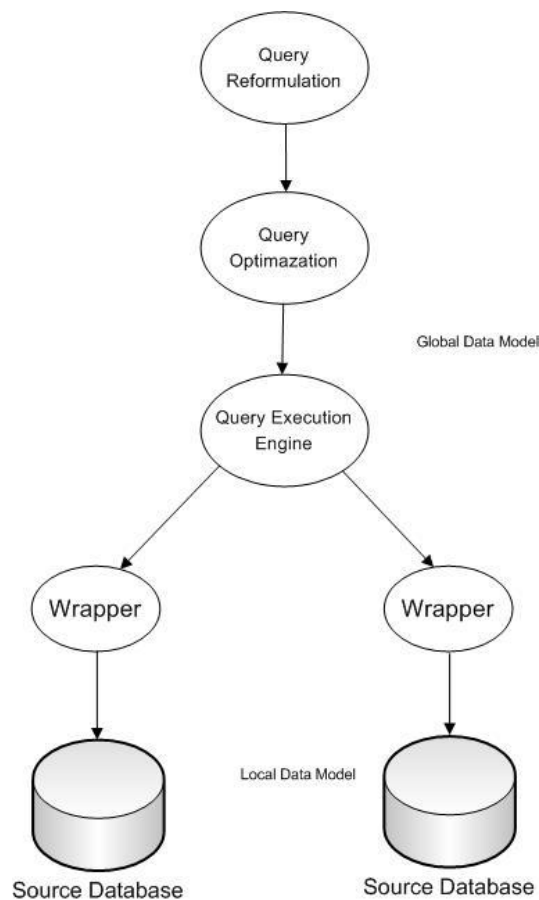 Query
Reformulation
Query
Optimazation
Global Data Model
Query Execution
Engine
Wrapper
Wrapper
Local Data Model
Source Database
Source Database